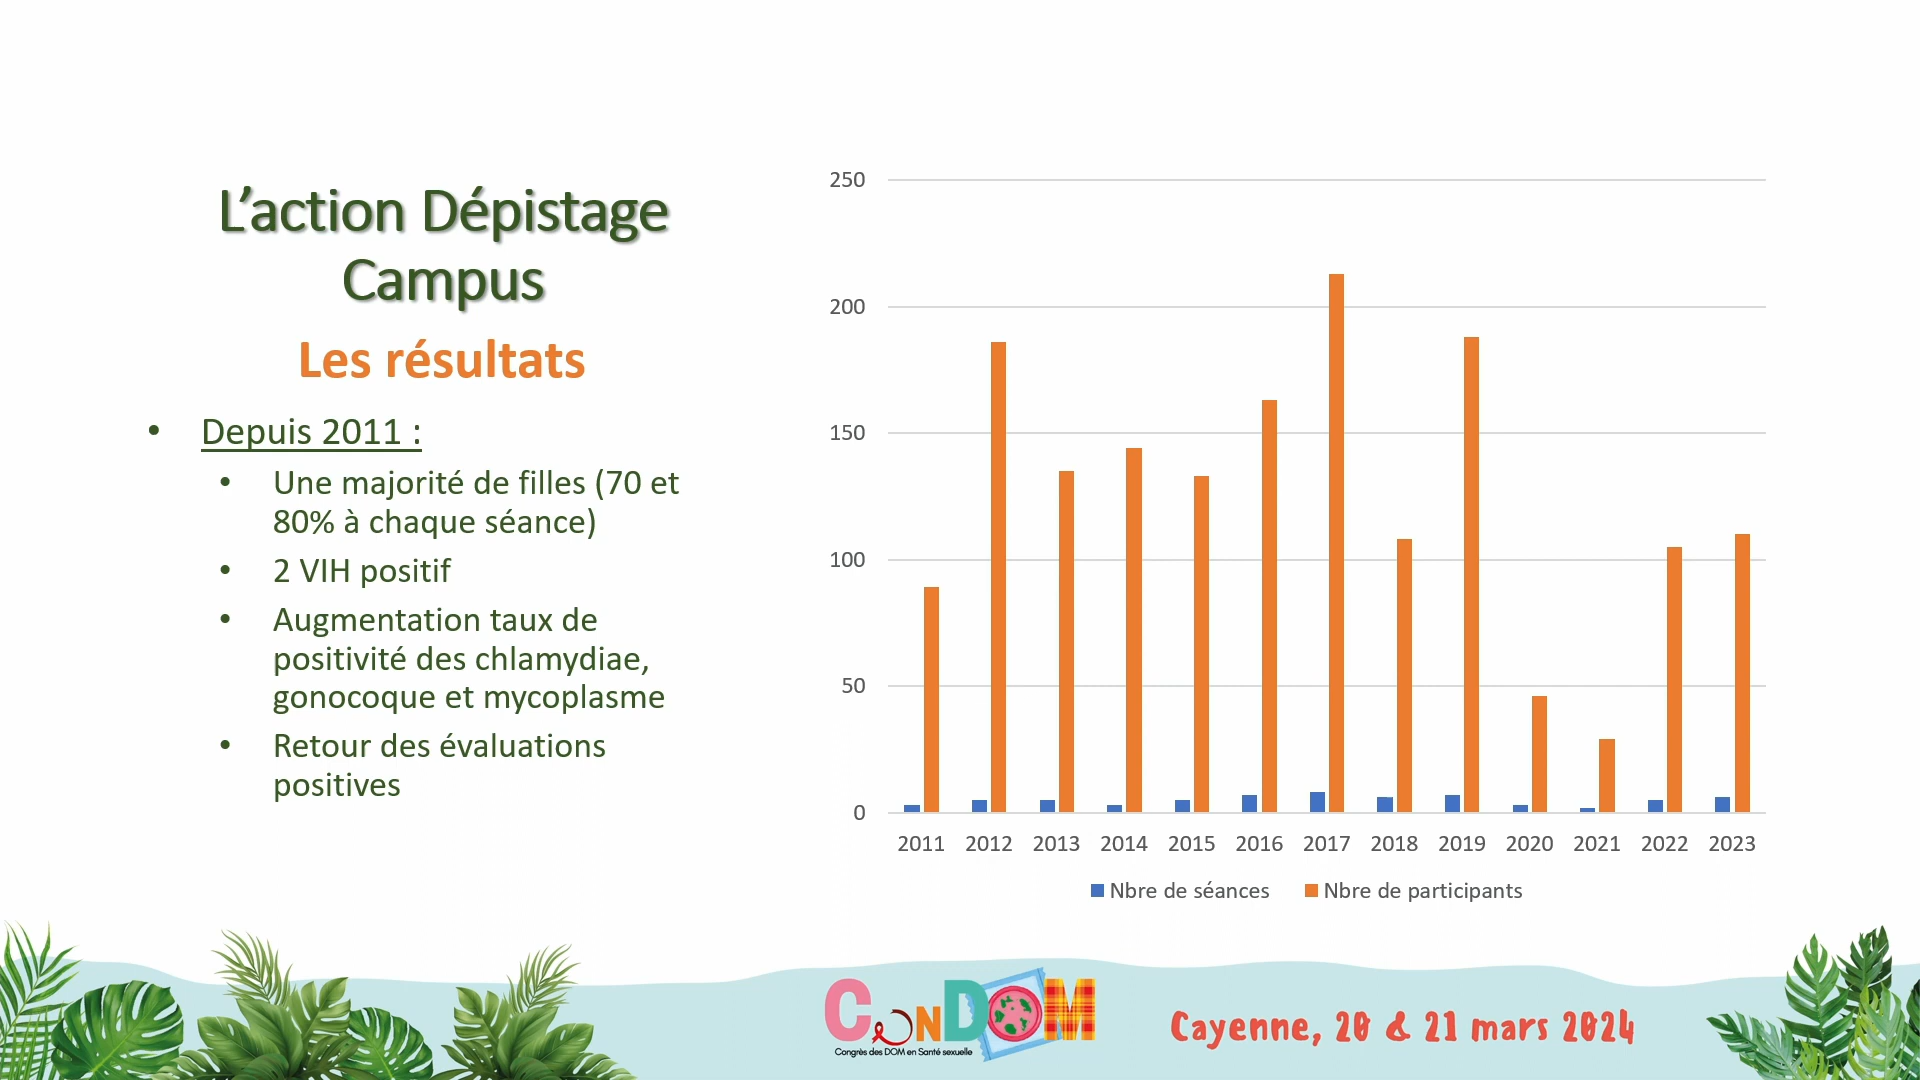 L’action Dépistage
Campus
Les résultats
• Depuis 2011 :
• Une majorité de filles (70 et
80% à chaque séance)
• 2 VIH positif
• Augmentation taux de
positivité des chlamydiae,
gonocoque et mycoplasme
• Retour des évaluations
positives
250
200
150
100
50
0
2011 2012 2013 2014 2015 2016 2017 2018 2019 2020 2021 2022 2023
Nbre de séances Nbre de participants
ConDOM
Congrès des DOM en Santé sexuelle
Cayenne, 20 & 21 mars 2024